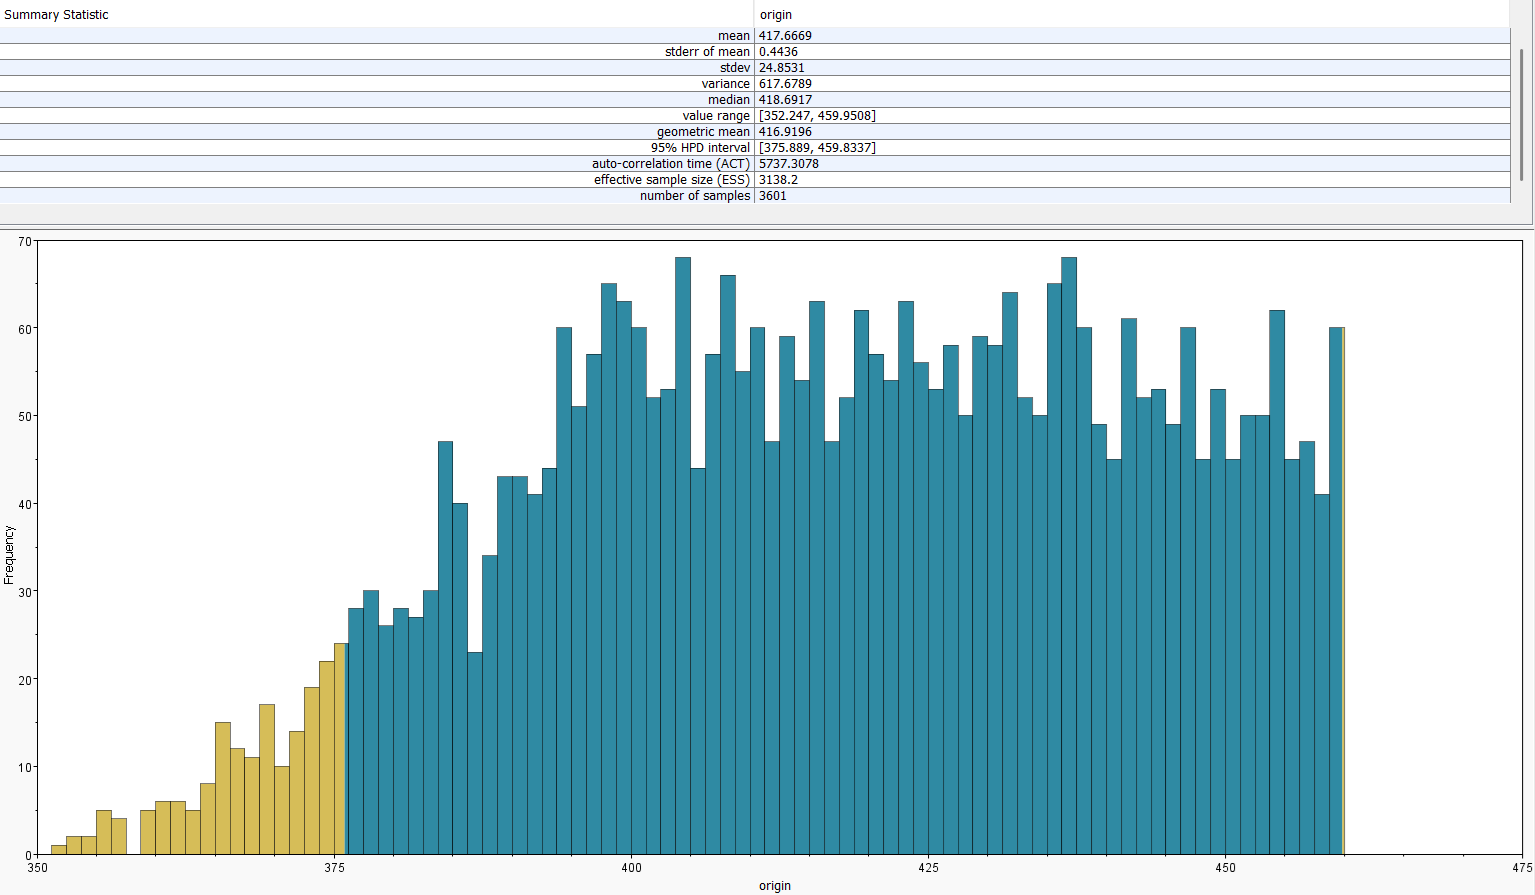 Summary Statistic origin
mean 417.6669
stderr of mean 0.4436
stdev 24.8531
variance 617.6789
median 418.6917
value range [352.247, 459.9508]
geometric mean 416.9196
95% HPD interval [375.889, 459.8337]
auto-correlation time (ACT) 5737.3078
effective sample size (ESS) 3138.2
number of samples 3601
70
60
50
40
30
20
10
0
Frequency
350 375 400 425 450 475
origin